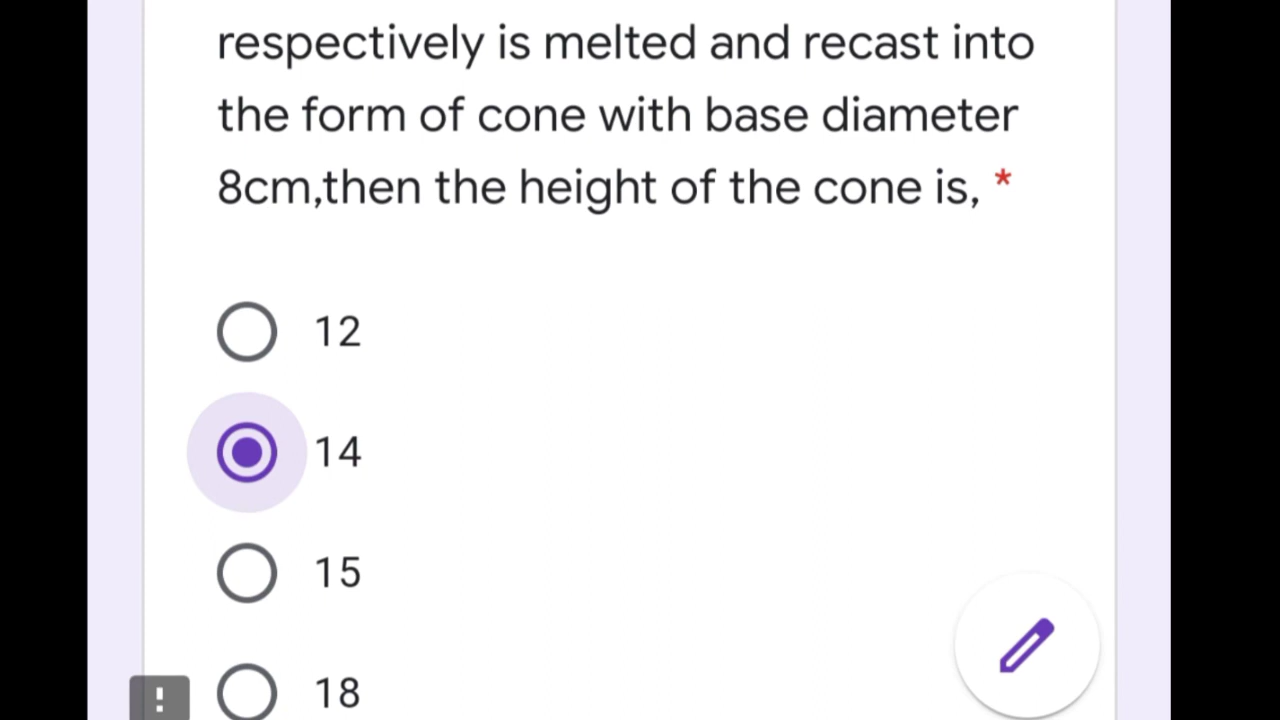 respectively is melted and recast into
the form of cone with base diameter
8cm,then the height of the cone is, *
12
14
15
18
!